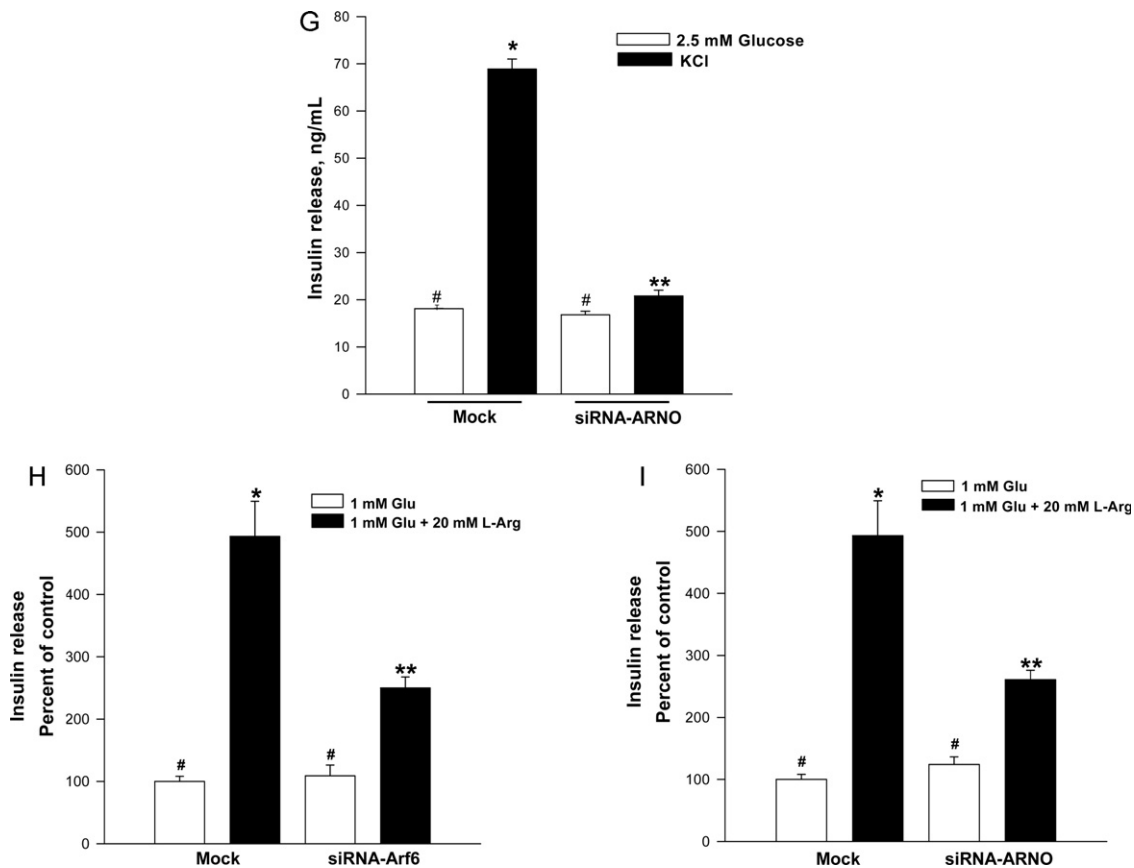 G
80
70
60
50
40
30
20
10
0
Insulin release, ng/mL
2.5 mM Glucose
KCl
*
#
#
**
Mock
siRNA-ARNO
H
600
500
400
300
200
100
0
Insulin release
Percent of control
1 mM Glu
1 mM Glu + 20 mM L-Arg
*
**
#
#
Mock
siRNA-Arf6
I
600
500
400
300
200
100
0
Insulin release
Percent of control
1 mM Glu
1 mM Glu + 20 mM L-Arg
*
**
#
#
Mock
siRNA-ARNO